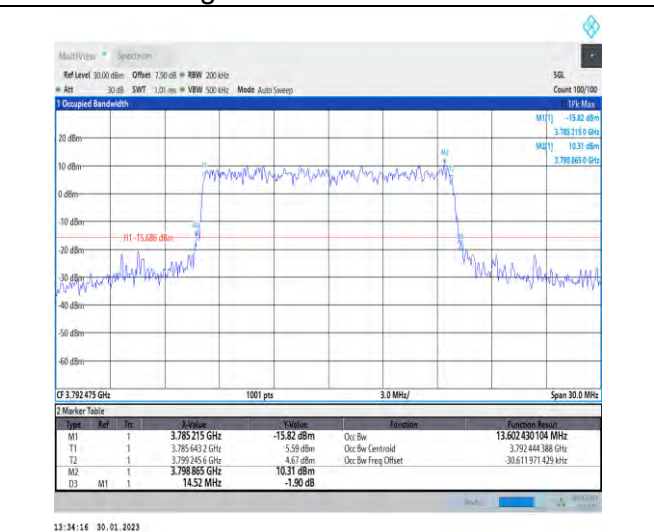 MultiView Spectrum
Ref Level 30.00 dBm Offset 7.90 dB RBW 200 kHz SGL
Att 30 dB SWT 1.01 ms VBW 500 kHz Mode Auto Sweep Count 100/100
1 Occupied Bandwidth 1Pk Max
M1[1] -15.82 dBm
3.785 215 0 GHz
M2[1] 10.31 dBm
3.798 865 0 GHz
20 dBm
10 dBm
0 dBm
-10 dBm
H1 -15.686 dBm
-20 dBm
-30 dBm
-40 dBm
-50 dBm
-60 dBm
CF 3.792 475 GHz 1001 pts 3.0 MHz/ Span 30.0 MHz
2 Marker Table
Type Ref Trc X-Value Y-Value Function Function Result
M1 1 3.785 215 GHz -15.82 dBm Occ Bw 13.602 430 104 MHz
T1 1 3.785 643 2 GHz 5.59 dBm Occ Bw Centroid 3.792 444 388 GHz
T2 1 3.799 245 6 GHz 4.67 dBm Occ Bw Freq Offset -30.611 971 429 kHz
M2 1 3.798 865 GHz 10.31 dBm
D3 M1 1 14.52 MHz -1.90 dB
13:34:16 30.01.2023